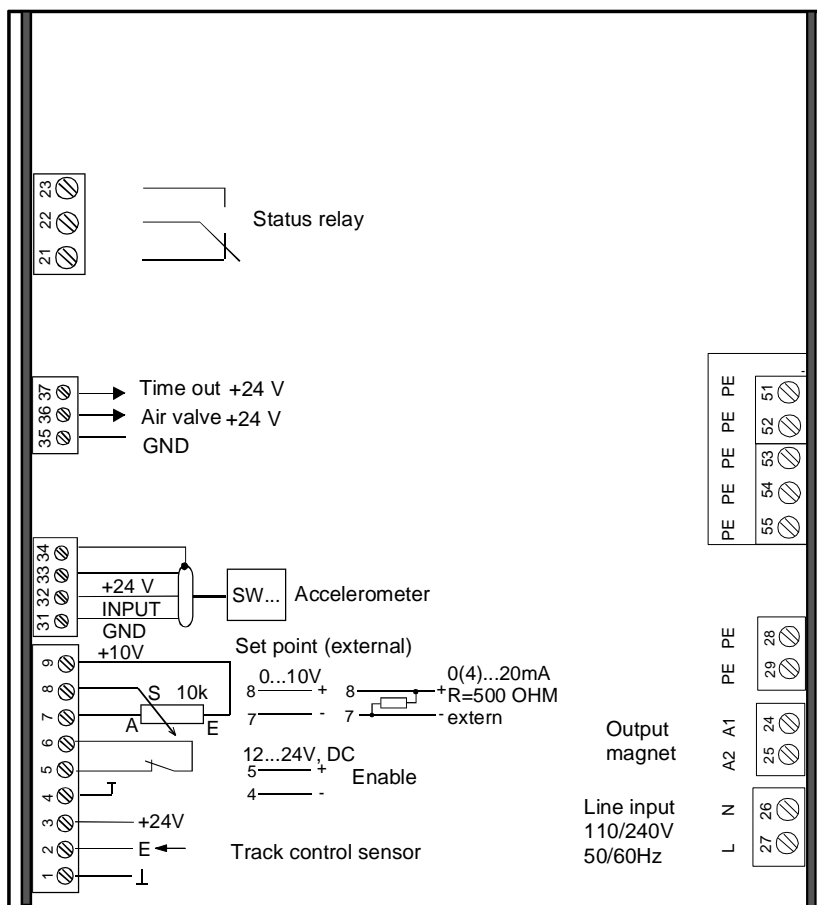 23
22
21
Status relay
37
36
35
Time out +24 V
Air valve +24 V
GND
PE 51
PE 52
PE 53
PE 54
PE 55
34
33
32
31
+24 V
INPUT
GND
SW...
Accelerometer
9
8
7
6
5
4
3
2
1
+10V
S 10k
A E
Set point (external)
0...10V
8 +
7 -
8 +
7 -
0(4)...20mA
R=500 OHM
extern
12...24V, DC
5 +
4 -
Enable
+24V
E
Track control sensor
PE 28
PE 29
Output
magnet
A1 24
A2 25
Line input
110/240V
50/60Hz
N 26
L 27